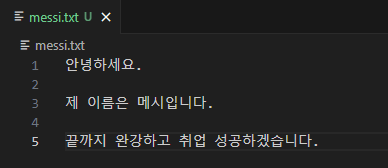 messi.txt U
messi.txt
1 안녕하세요.
2
3 제 이름은 메시입니다.
4
5 끝까지 완강하고 취업 성공하겠습니다.